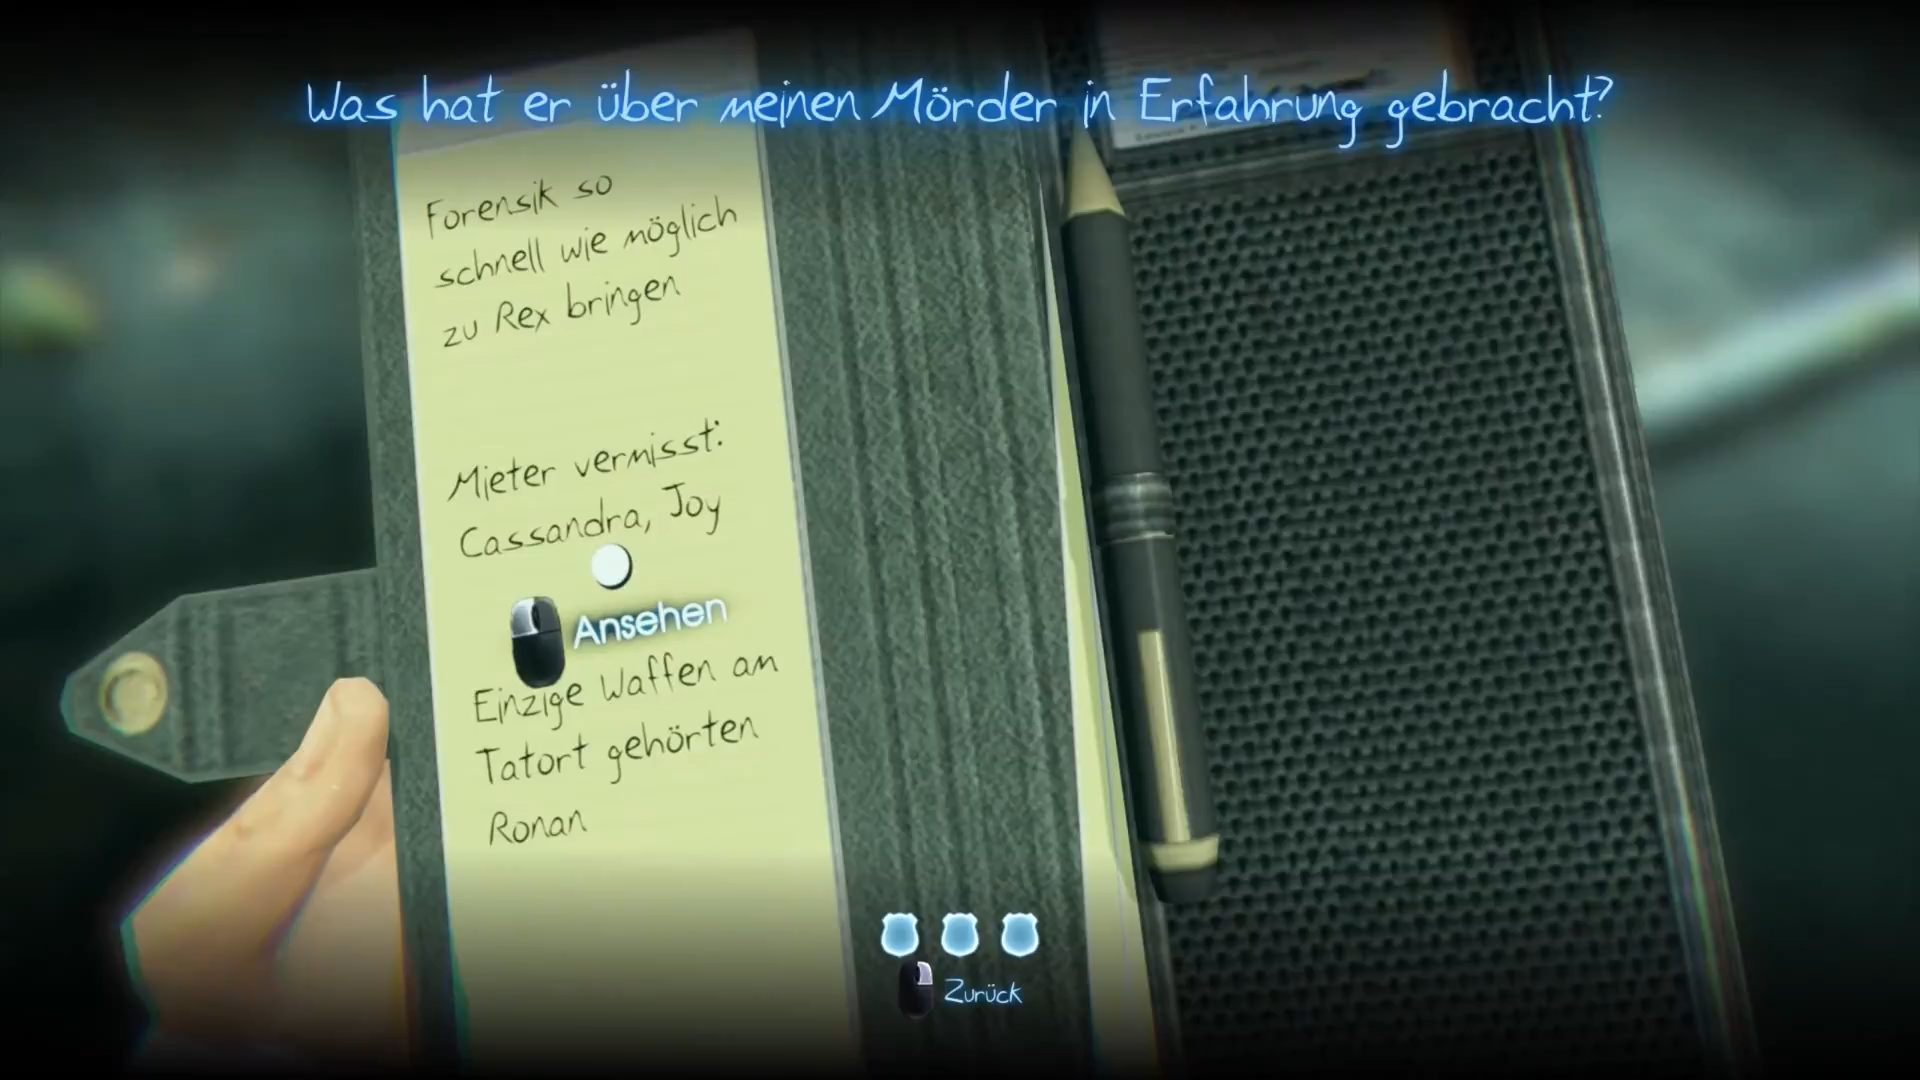 Was hat er über meinen Mörder in Erfahrung gebracht?
Forensik so
schnell wie möglich
zu Rex bringen
Mieter vermisst:
Cassandra, Joy
Ansehen
Einzige Waffen am
Tatort gehörten
Ronan
Zurück